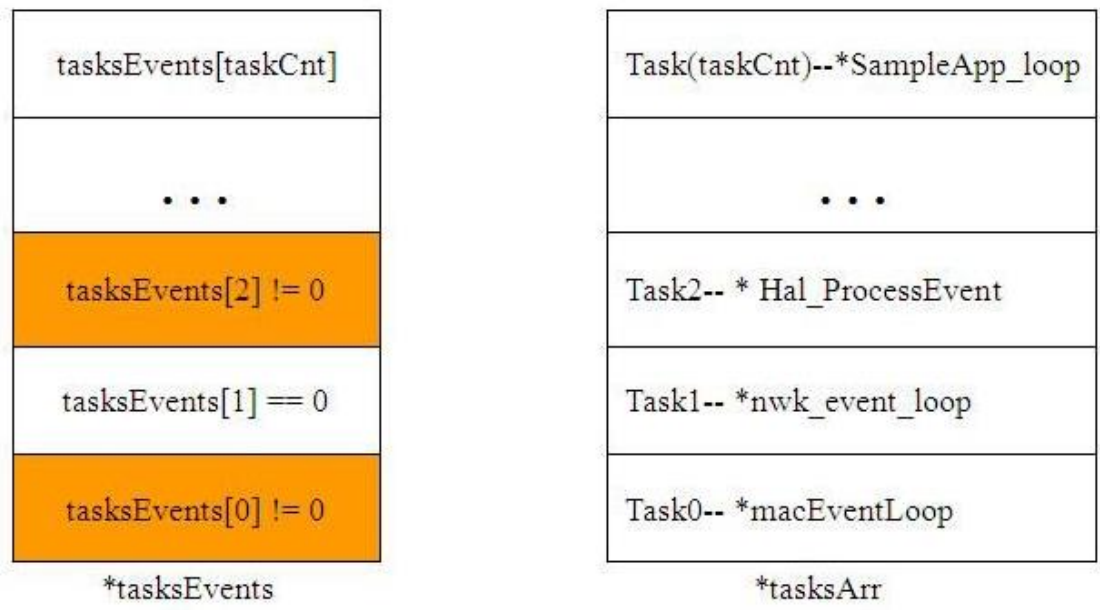 tasksEvents[taskCnt]
. . .
tasksEvents[2] != 0
tasksEvents[1] == 0
tasksEvents[0] != 0
*tasksEvents
Task(taskCnt)--*SampleApp_loop
. . .
Task2-- * Hal_ProcessEvent
Task1-- *nwk_event_loop
Task0-- *macEventLoop
*tasksArr